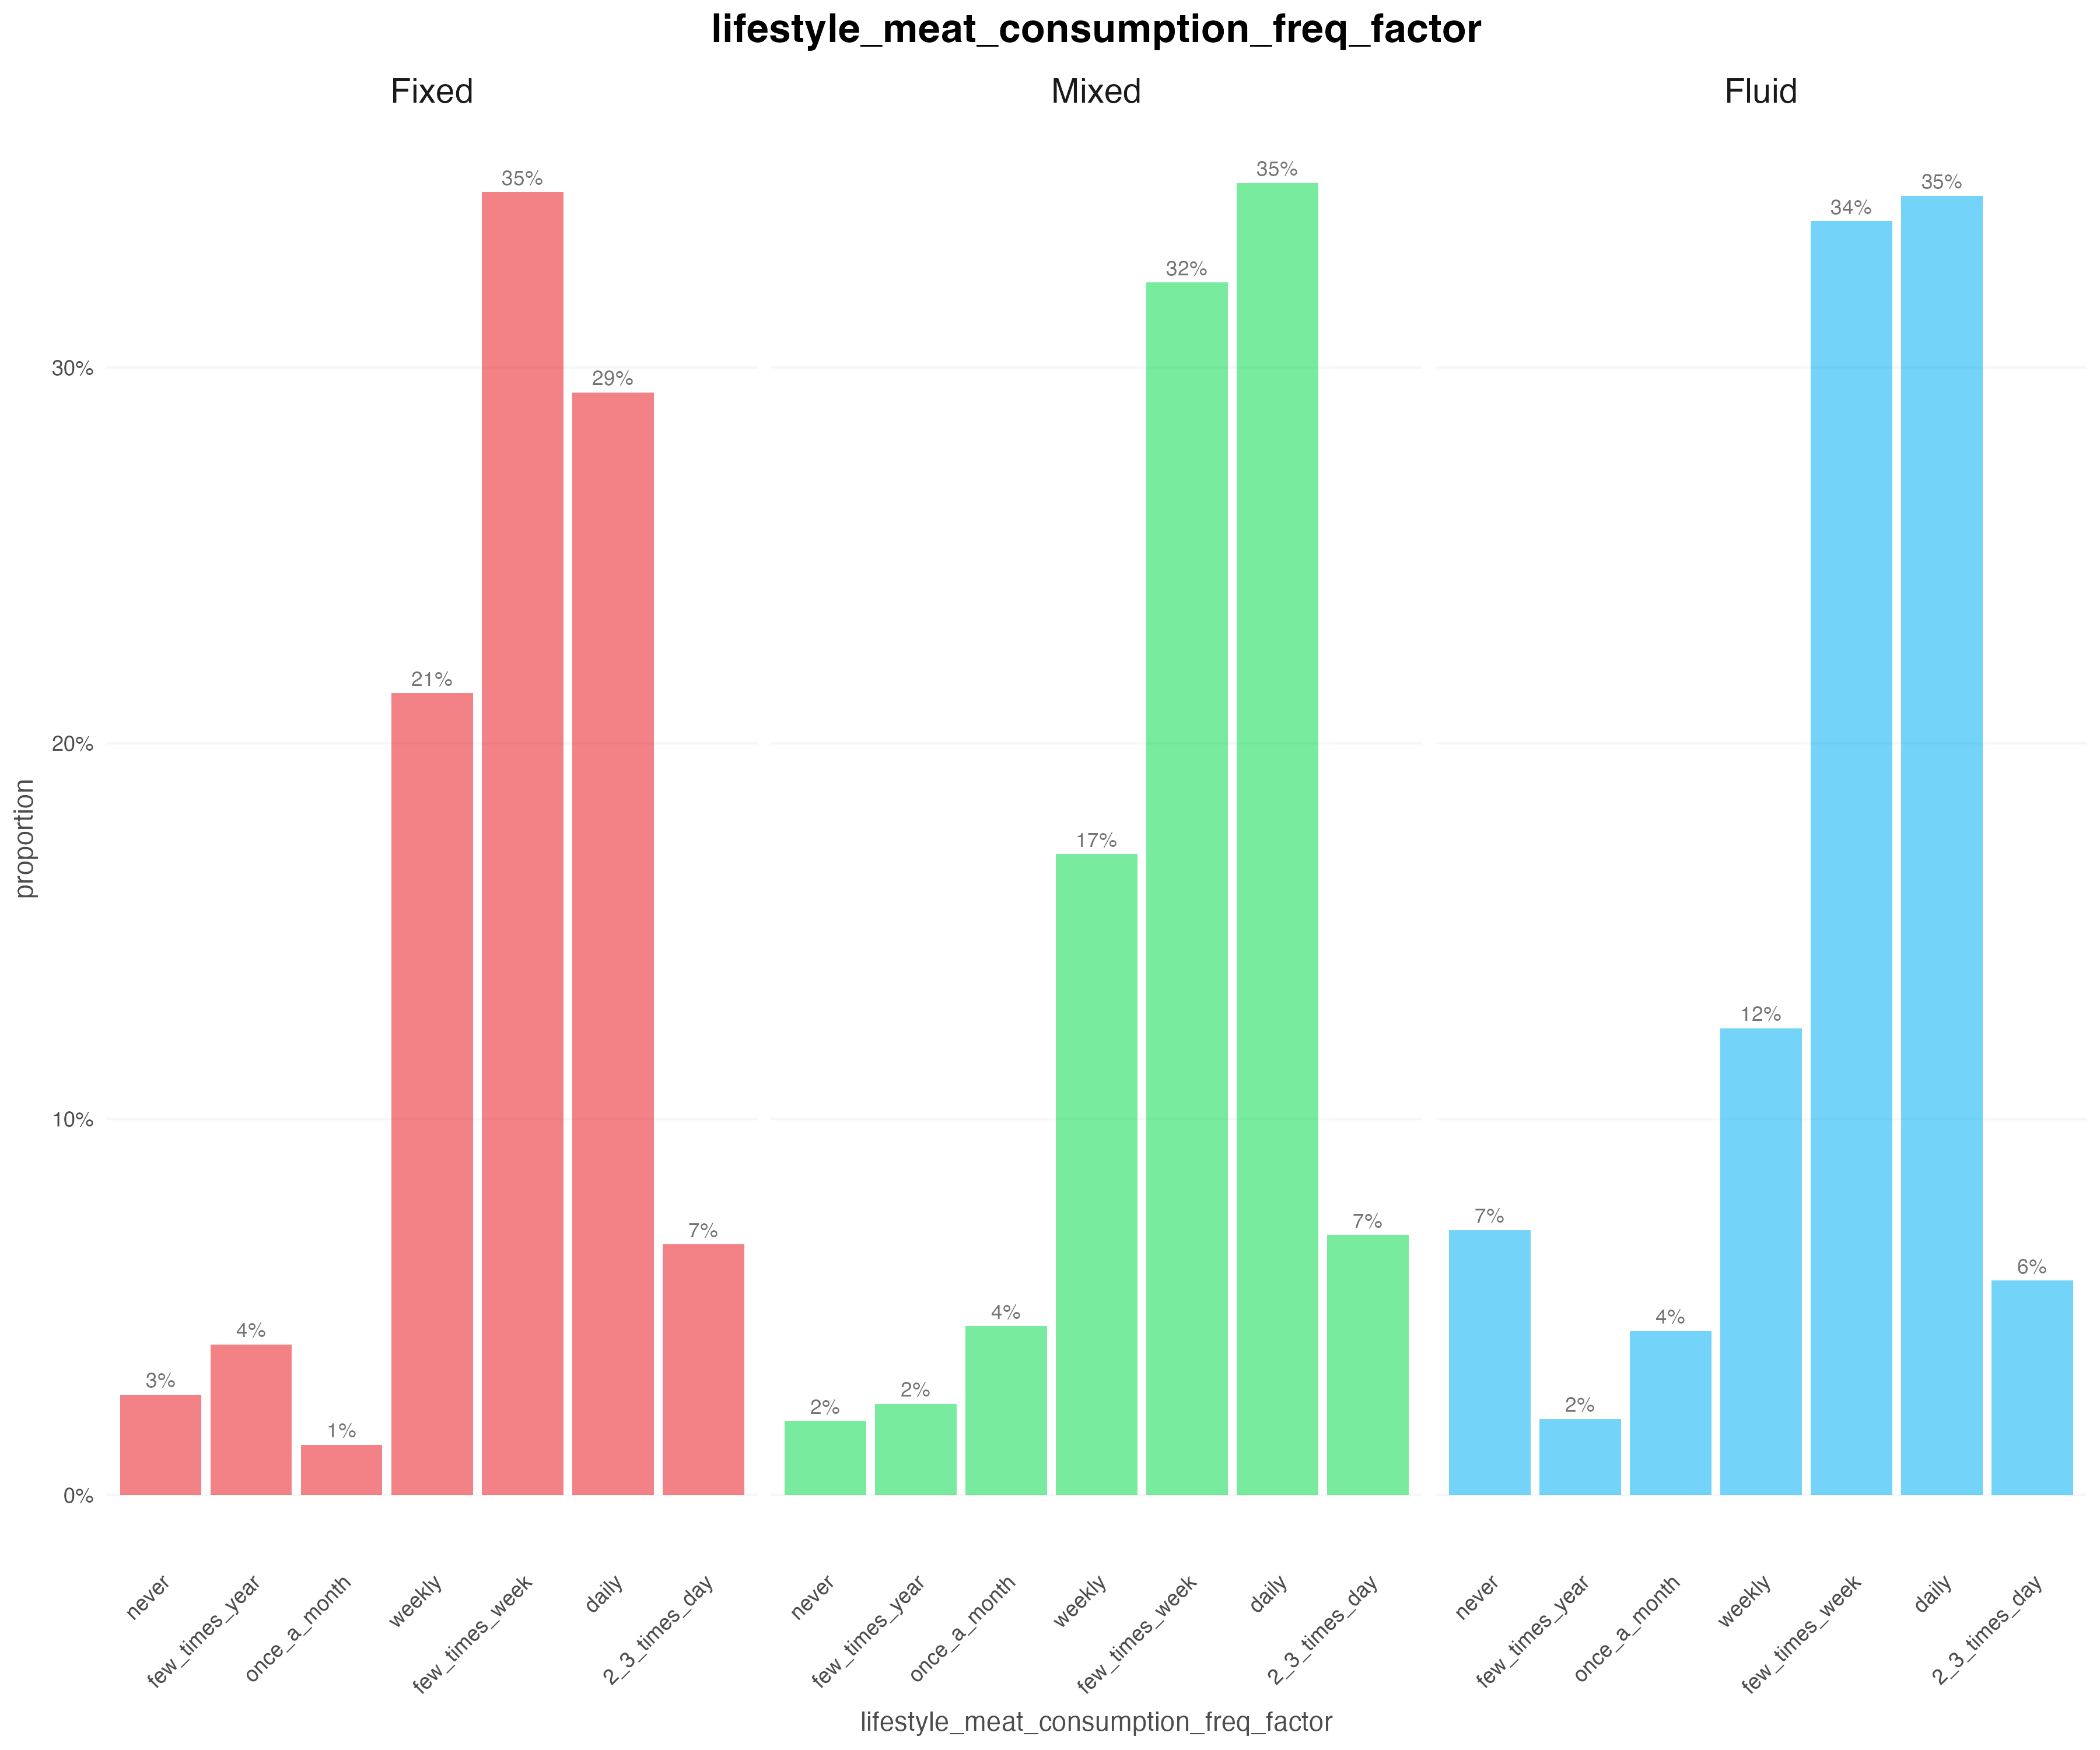 lifestyle_meat_consumption_freq_factor
Fixed
Mixed
Fluid
proportion
30%
20%
10%
0%
3%
4%
1%
21%
35%
29%
7%
2%
2%
4%
17%
32%
35%
7%
7%
2%
4%
12%
34%
35%
6%
never
few_times_year
once_a_month
weekly
few_times_week
daily
2_3_times_day
never
few_times_year
once_a_month
weekly
few_times_week
daily
2_3_times_day
never
few_times_year
once_a_month
weekly
few_times_week
daily
2_3_times_day
lifestyle_meat_consumption_freq_factor